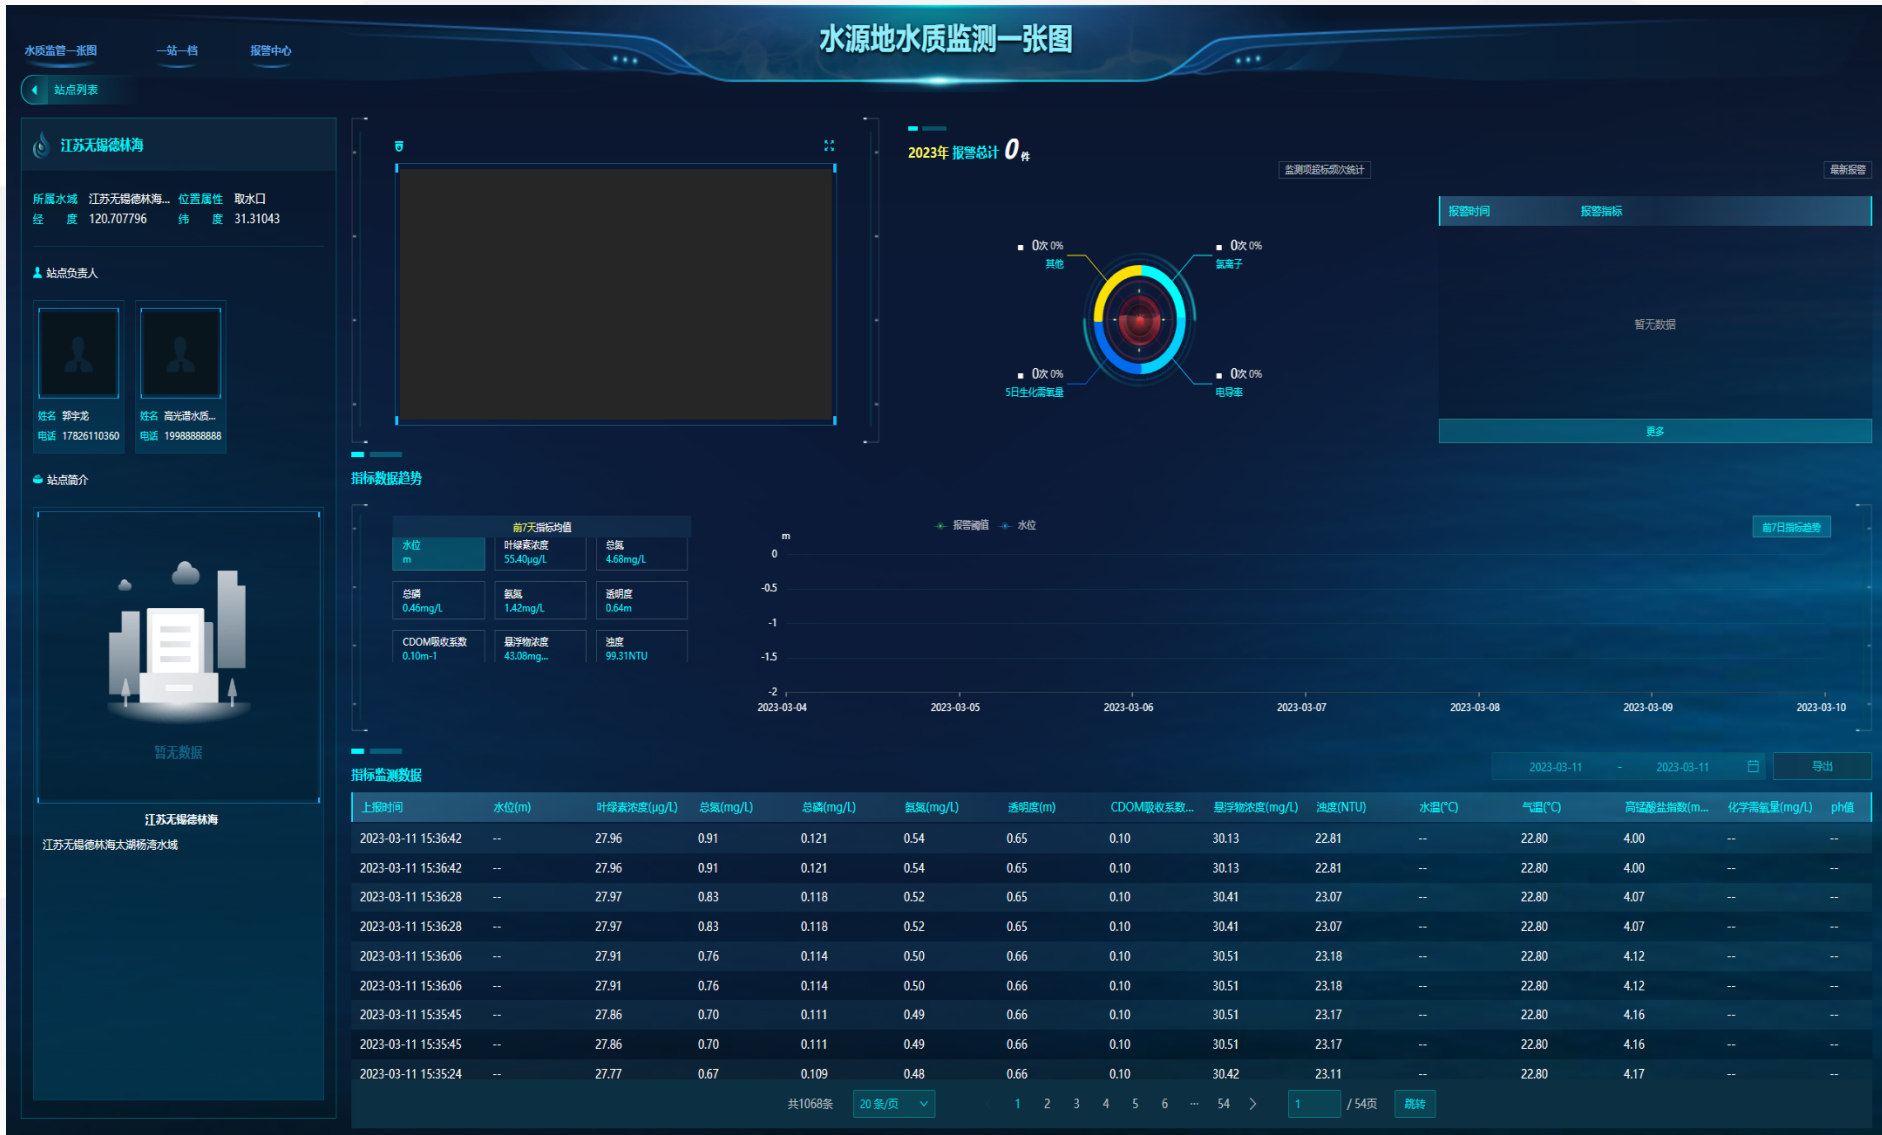 水源地水质监测一张图
水质监管一张图 一站一档 报警中心
站点列表
江苏无锡德林海
所属水域 江苏无锡德林海... 位置属性 取水口
经 度 120.707796 纬 度 31.31043
站点负责人
姓名 郭宇龙 姓名 高光谱水质...
电话 17826110360 电话 19988888888
站点简介
暂无数据
江苏无锡德林海
江苏无锡德林海太湖杨湾水域
2023年 报警总计 0 件
监测项超标频次统计
0次 0% 其他
0次 0% 氨离子
0次 0% 5日生化需氧量
0次 0% 电导率
最新报警
报警时间 报警指标
暂无数据
更多
指标数据趋势
前7天指标均值
水位 叶绿素浓度 总氮
m 55.40μg/L 4.68mg/L
总磷 氨氮 透明度
0.46mg/L 1.42mg/L 0.64m
CDOM吸收系数 悬浮物浓度 浊度
0.10m-1 43.08mg... 99.31NTU
报警阈值 水位
前7日指标趋势
m
0
-0.5
-1
-1.5
-2
2023-03-04 2023-03-05 2023-03-06 2023-03-07 2023-03-08 2023-03-09 2023-03-10
指标监测数据
2023-03-11 - 2023-03-11 导出
上报时间 水位(m) 叶绿素浓度(μg/L) 总氮(mg/L) 总磷(mg/L) 氨氮(mg/L) 透明度(m) CDOM吸收系数... 悬浮物浓度(mg/L) 浊度(NTU) 水温(°C) 气温(°C) 高锰酸盐指数(m... 化学需氧量(mg/L) ph值
2023-03-11 15:36:42 -- 27.96 0.91 0.121 0.54 0.65 0.10 30.13 22.81 -- 22.80 4.00 -- --
2023-03-11 15:36:42 -- 27.96 0.91 0.121 0.54 0.65 0.10 30.13 22.81 -- 22.80 4.00 -- --
2023-03-11 15:36:28 -- 27.97 0.83 0.118 0.52 0.65 0.10 30.41 23.07 -- 22.80 4.07 -- --
2023-03-11 15:36:28 -- 27.97 0.83 0.118 0.52 0.65 0.10 30.41 23.07 -- 22.80 4.07 -- --
2023-03-11 15:36:06 -- 27.91 0.76 0.114 0.50 0.66 0.10 30.51 23.18 -- 22.80 4.12 -- --
2023-03-11 15:36:06 -- 27.91 0.76 0.114 0.50 0.66 0.10 30.51 23.18 -- 22.80 4.12 -- --
2023-03-11 15:35:45 -- 27.86 0.70 0.111 0.49 0.66 0.10 30.51 23.17 -- 22.80 4.16 -- --
2023-03-11 15:35:45 -- 27.86 0.70 0.111 0.49 0.66 0.10 30.51 23.17 -- 22.80 4.16 -- --
2023-03-11 15:35:24 -- 27.77 0.67 0.109 0.48 0.66 0.10 30.42 23.11 -- 22.80 4.17 -- --
共1068条 20 条/页 1 2 3 4 5 6 ... 54 1 / 54页 跳转